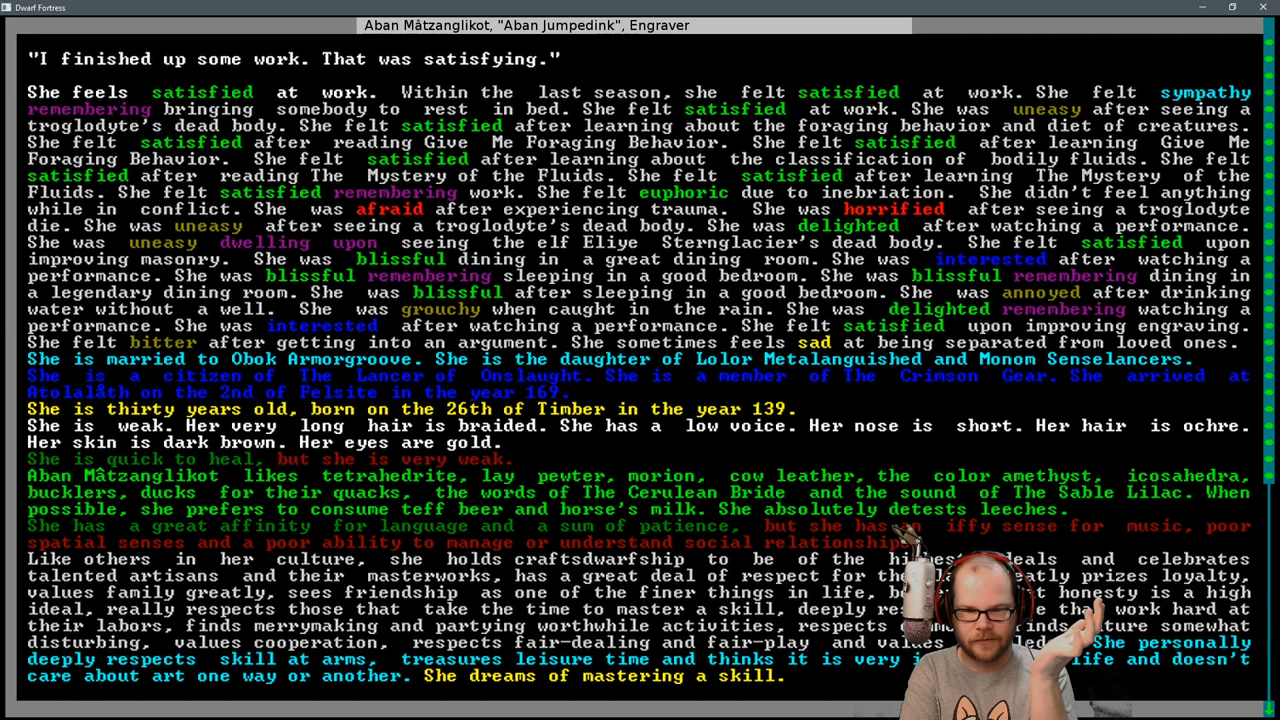 Dwarf Fortress
Aban Mâtzanglikot, "Aban Jumpedink", Engraver
"I finished up some work. That was satisfying."
She feels satisfied at work. Within the last season, she felt satisfied at work. She felt sympathy
remembering bringing somebody to rest in bed. She felt satisfied at work. She was uneasy after seeing a
troglodyte's dead body. She felt satisfied after learning about the foraging behavior and diet of creatures.
She felt satisfied after reading Give Me Foraging Behavior. She felt satisfied after learning Give Me
Foraging Behavior. She felt satisfied after learning about the classification of bodily fluids. She felt
satisfied after reading The Mystery of the Fluids. She felt satisfied after learning The Mystery of the
Fluids. She felt satisfied remembering work. She felt euphoric due to inebriation. She didn't feel anything
while in conflict. She was afraid after experiencing trauma. She was horrified after seeing a troglodyte
die. She was uneasy after seeing a troglodyte's dead body. She was delighted after watching a performance.
She was uneasy dwelling upon seeing the elf Eliye Sternglacier's dead body. She felt satisfied upon
improving masonry. She was blissful dining in a great dining room. She was interested after watching a
performance. She was blissful remembering sleeping in a good bedroom. She was blissful remembering dining in
a legendary dining room. She was blissful after sleeping in a good bedroom. She was annoyed after drinking
water without a well. She was grouchy when caught in the rain. She was delighted remembering watching a
performance. She was interested after watching a performance. She felt satisfied upon improving engraving.
She felt bitter after getting into an argument. She sometimes feels sad at being separated from loved ones.
She is married to Obok Armorgroove. She is the daughter of Lolor Metalanguished and Monom Senselancers.
She is a citizen of The Lancer of Onslaught. She is a member of The Crimson Gear. She arrived at
Atolalåth on the 2nd of Felsite in the year 169.
She is thirty years old, born on the 26th of Timber in the year 139.
She is weak. Her very long hair is braided. She has a low voice. Her nose is short. Her hair is ochre.
Her skin is dark brown. Her eyes are gold.
She is quick to heal, but she is very weak.
Aban Mâtzanglikot likes tetrahedrite, lay pewter, morion, cow leather, the color amethyst, icosahedra,
bucklers, ducks for their quacks, the words of The Cerulean Bride and the sound of The Sable Lilac. When
possible, she prefers to consume teff beer and horse's milk. She absolutely detests leeches.
She has a great affinity for language and a sum of patience, but she has iffy sense for music, poor
spatial senses and a poor ability to manage or understand social
Like others in her culture, she holds craftsdwarfship to be of the and celebrates
talented artisans and their masterworks, has a great deal of respect for the prizes loyalty,
values family greatly, sees friendship as one of the finer things in life, honesty is a high
ideal, really respects those that take the time to master a skill, deeply work hard at
their labors, finds merrymaking and partying worthwhile activities, respects somewhat
disturbing, values cooperation, respects fair-dealing and fair-play and She personally
deeply respects skill at arms, treasures leisure time and thinks it is very life and doesn't
care about art one way or another. She dreams of mastering a skill.